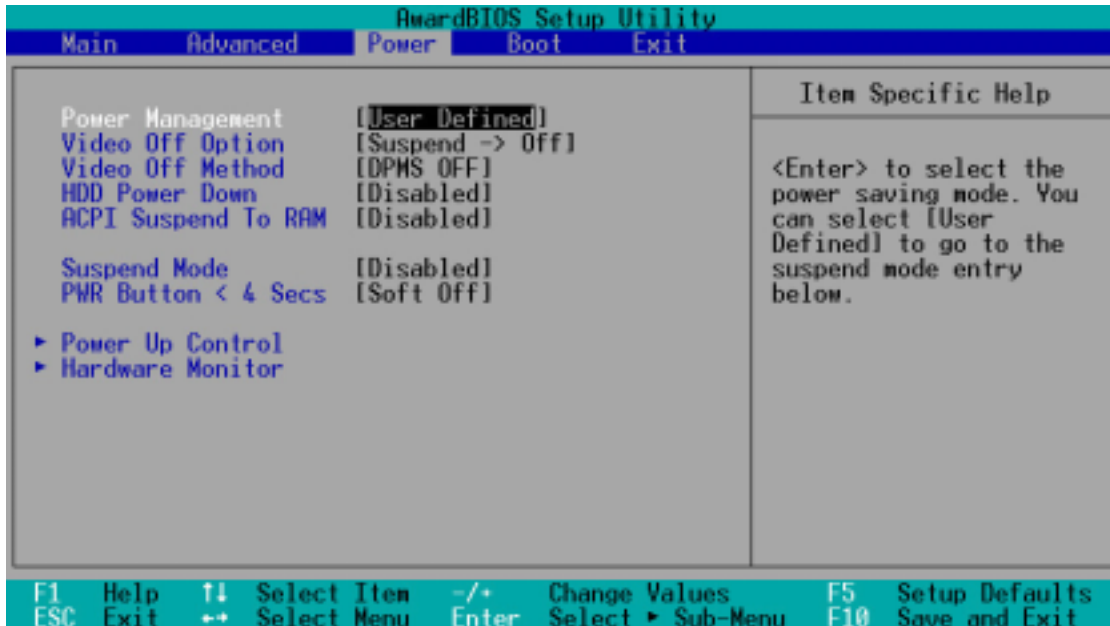 AwardBIOS Setup Utility
Main Advanced Power Boot Exit
Power Management [User Defined]
Video Off Option [Suspend -> Off]
Video Off Method [DPMS OFF]
HDD Power Down [Disabled]
ACPI Suspend To RAM [Disabled]
Suspend Mode [Disabled]
PWR Button < 4 Secs [Soft Off]
► Power Up Control
► Hardware Monitor
Item Specific Help
<Enter> to select the
power saving mode. You
can select [User
Defined] to go to the
suspend mode entry
below.
F1 Help ↑↓ Select Item -/+ Change Values F5 Setup Defaults
ESC Exit ←→ Select Menu Enter Select ► Sub-Menu F10 Save and Exit